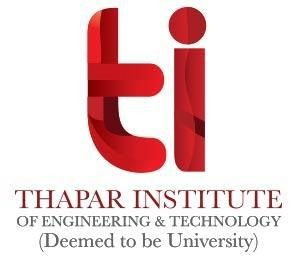 ti
THAPAR INSTITUTE
OF ENGINEERING & TECHNOLOGY
(Deemed to be University)